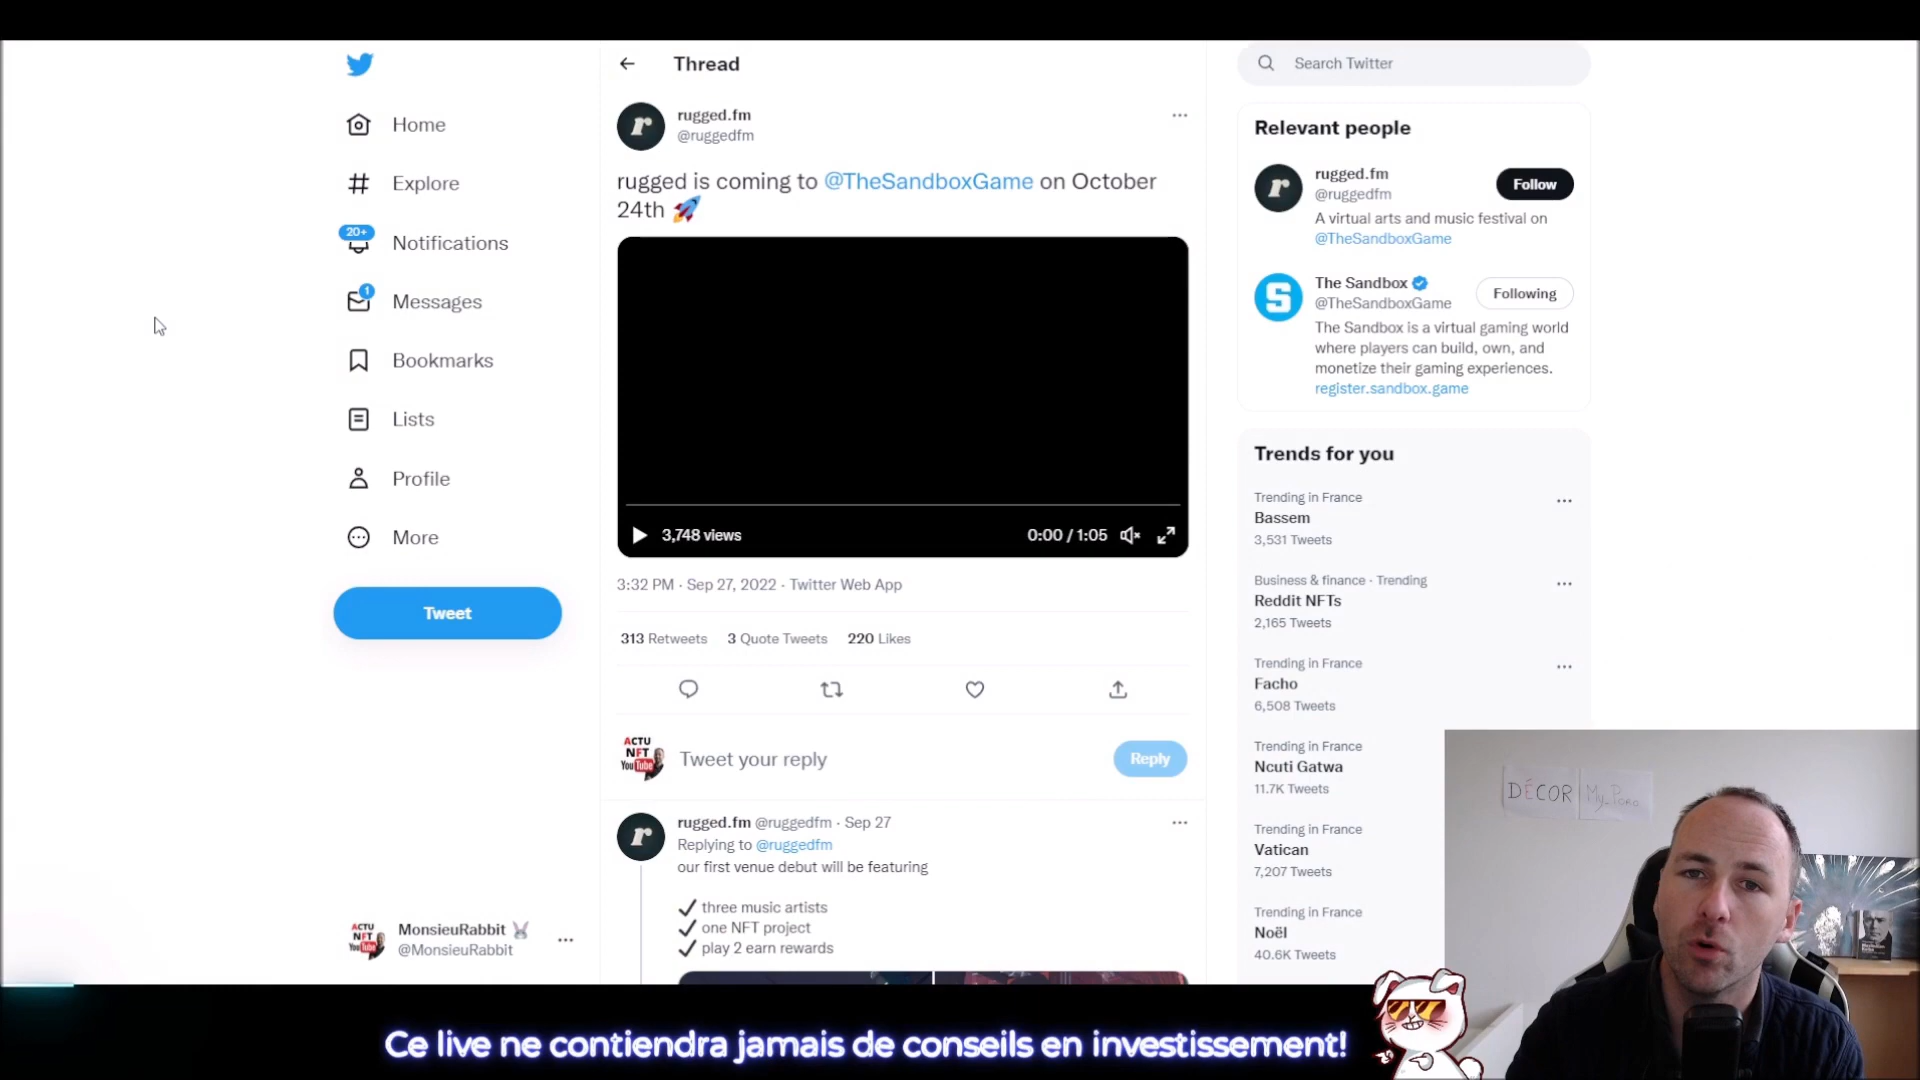 Home
Explore
20+
Notifications
1
Messages
Bookmarks
Lists
Profile
More
Tweet
MonsieuRabbit
@MonsieuRabbit
ACTU
NFT
YouTube
Thread
r
rugged.fm
@ruggedfm
rugged is coming to @TheSandboxGame on October
24th
3,748 views
0:00 / 1:05
3:32 PM · Sep 27, 2022 · Twitter Web App
313 Retweets 3 Quote Tweets 220 Likes
ACTU
NFT
YouTube
Tweet your reply
Reply
r
rugged.fm @ruggedfm · Sep 27
Replying to @ruggedfm
our first venue debut will be featuring
✓ three music artists
✓ one NFT project
✓ play 2 earn rewards
Search Twitter
Relevant people
r
rugged.fm
@ruggedfm
Follow
A virtual arts and music festival on
@TheSandboxGame
S
The Sandbox
@TheSandboxGame
Following
The Sandbox is a virtual gaming world
where players can build, own, and
monetize their gaming experiences.
register.sandbox.game
Trends for you
Trending in France
Bassem
3,531 Tweets
Business & finance · Trending
Reddit NFTs
2,165 Tweets
Trending in France
Facho
6,508 Tweets
Trending in France
Ncuti Gatwa
11.7K Tweets
Trending in France
Vatican
7,207 Tweets
Trending in France
Noël
40.6K Tweets
DÉCOR
Ce live ne contiendra jamais de conseils en investissement!